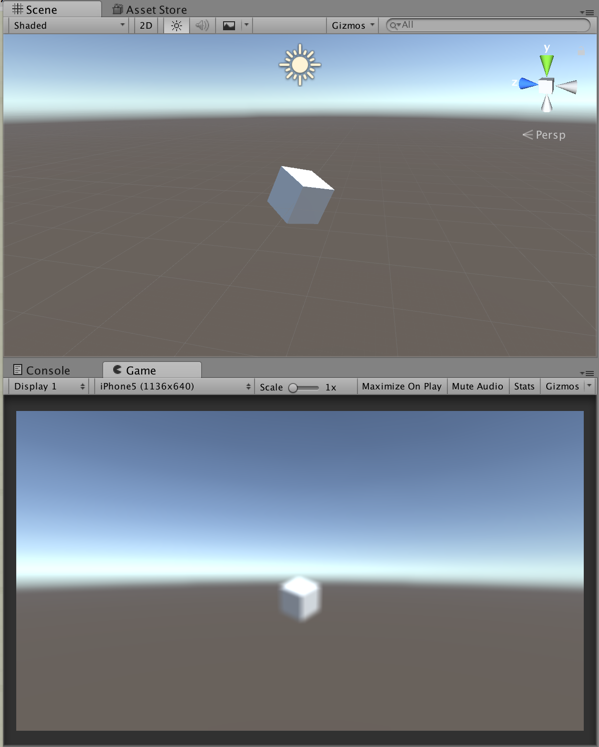 Scene Asset Store
Shaded 2D Gizmos All
y
z
Persp
Console Game
Display 1 iPhone5 (1136x640) Scale 1x Maximize On Play Mute Audio Stats Gizmos